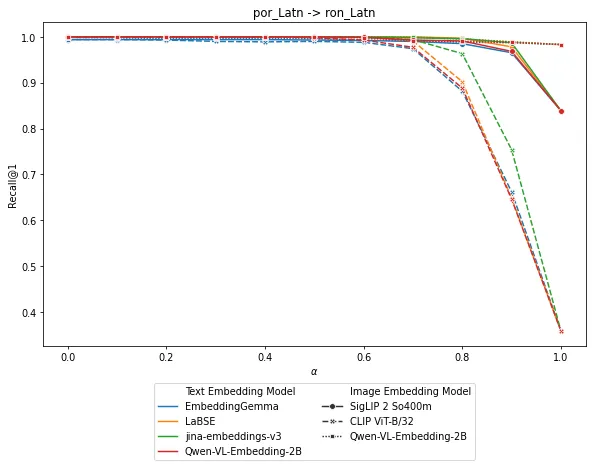 por_Latn -> ron_Latn
Recall@1
1.0
0.9
0.8
0.7
0.6
0.5
0.4
0.0 0.2 0.4 0.6 0.8 1.0
α
Text Embedding Model Image Embedding Model
EmbeddingGemma SigLIP 2 So400m
LaBSE CLIP ViT-B/32
jina-embeddings-v3 Qwen-VL-Embedding-2B
Qwen-VL-Embedding-2B